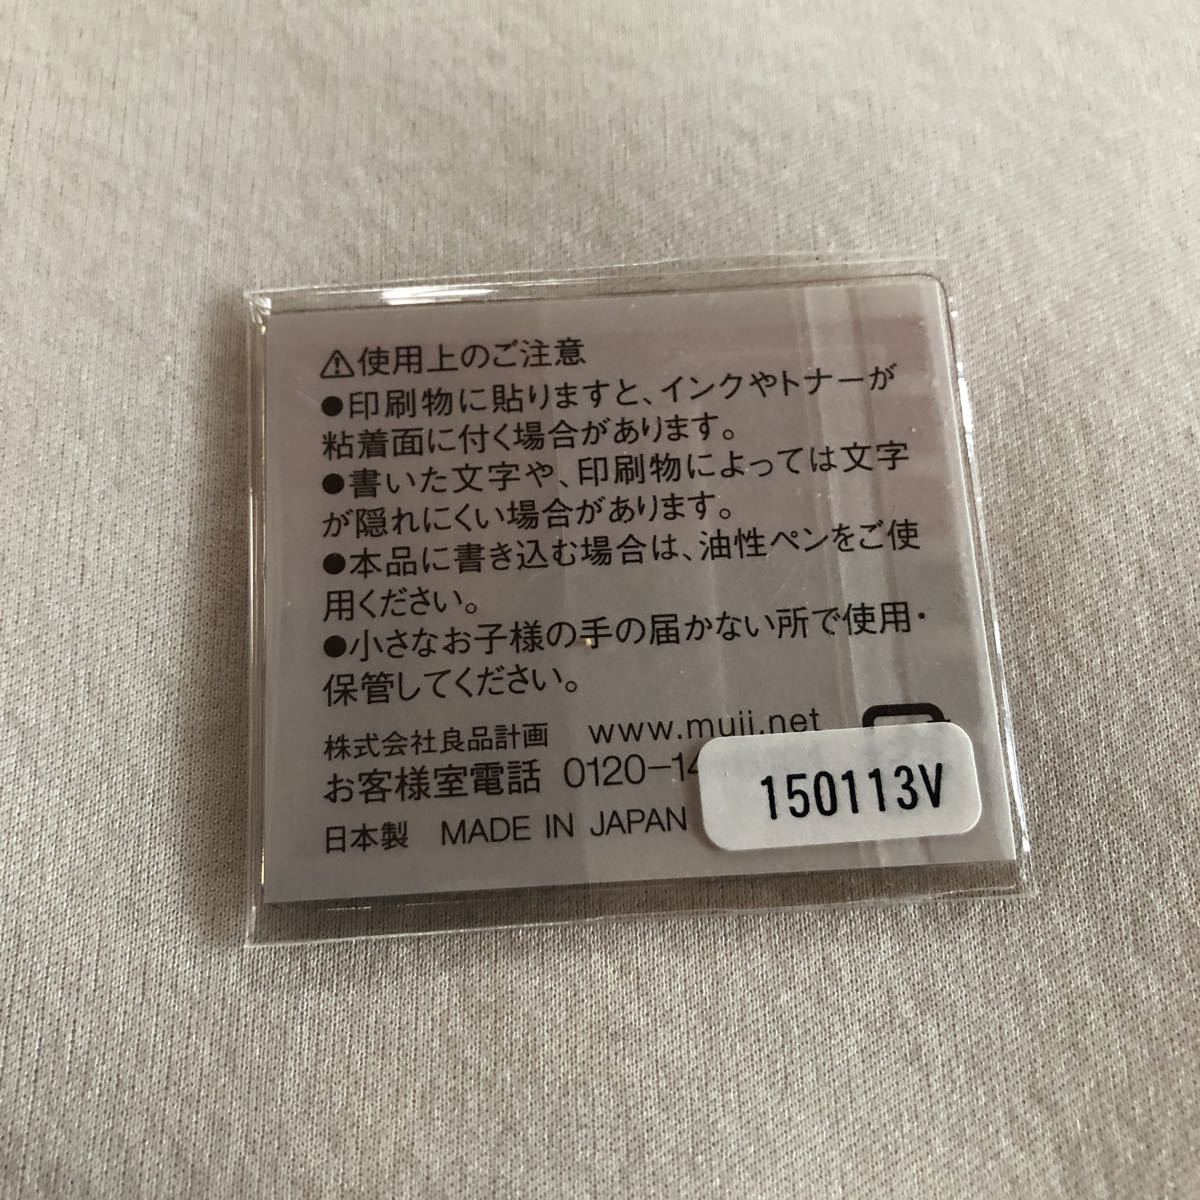 ⚠使用上のご注意
●印刷物に貼りますと、インクやトナーが
粘着面に付く場合があります。
●書いた文字や、印刷物によっては文字
が隠れにくい場合があります。
●本品に書き込む場合は、油性ペンをご使
用ください。
●小さなお子様の手の届かない所で使用・
保管してください。
株式会社良品計画 www.muji.net
お客様室電話 0120-14
日本製 MADE IN JAPAN
150113V